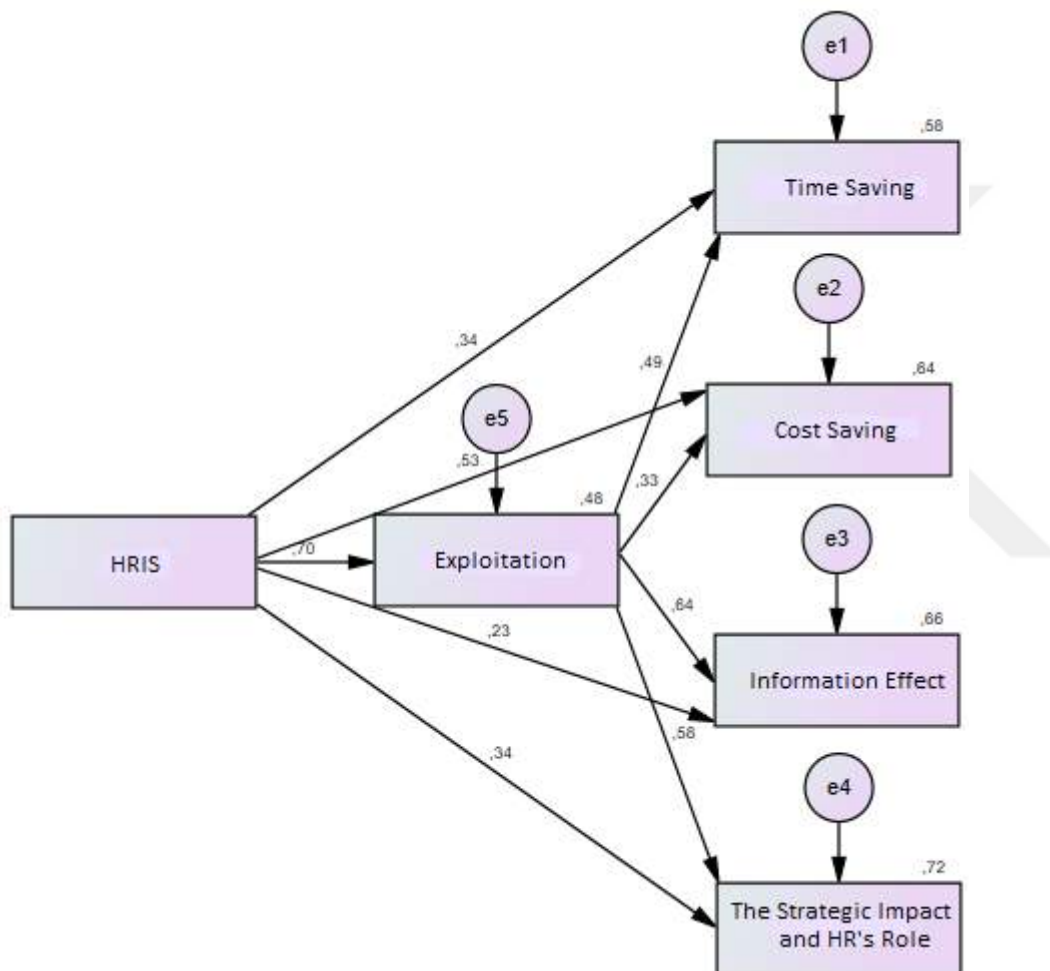 e1
,58
Time Saving
e2
,34
,49
,64
e5
Cost Saving
,53
,33
,48
e3
HRIS
,70
Exploitation
,64
,66
,23
Information Effect
,58
,34
e4
,72
The Strategic Impact
and HR's Role